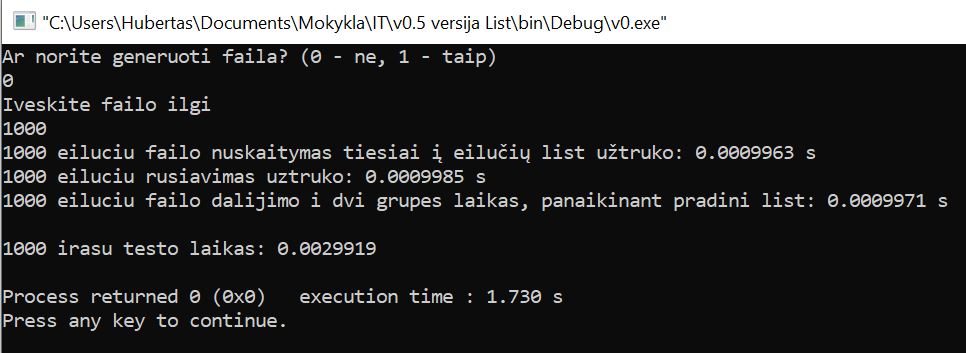 "C:\Users\Hubertas\Documents\Mokykla\IT\v0.5 versija List\bin\Debug\v0.exe"
Ar norite generuoti faila? (0 - ne, 1 - taip)
0
Iveskite failo ilgi
1000
1000 eiluciu failo nuskaitymas tiesiai į eilučių list užtruko: 0.0009963 s
1000 eiluciu rusiavimas uztruko: 0.0009985 s
1000 eiluciu failo dalijimo i dvi grupes laikas, panaikinant pradini list: 0.0009971 s
1000 irasu testo laikas: 0.0029919
Process returned 0 (0x0)   execution time : 1.730 s
Press any key to continue.